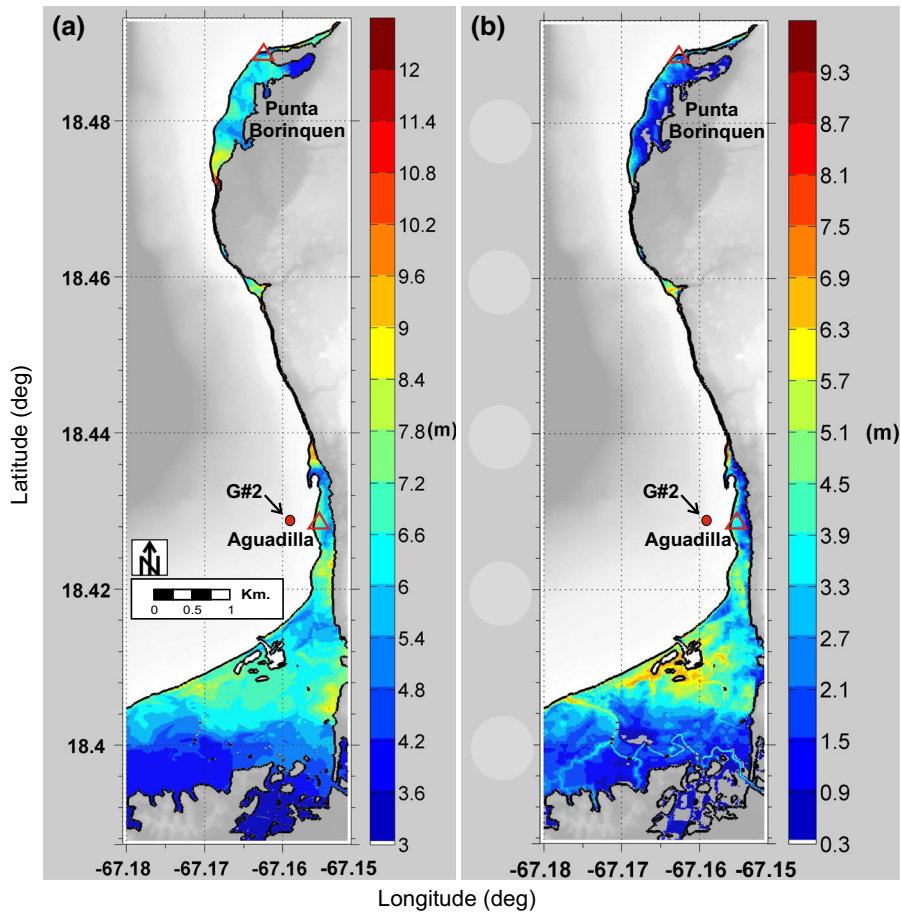 (a)
Punta
Borinquen
G#2
Aguadilla
N
0 0.5 1 Km.
18.48
18.46
18.44
18.42
18.4
-67.18 -67.17 -67.16 -67.15
12
11.4
10.8
10.2
9.6
9
8.4
7.8 (m)
7.2
6.6
6
5.4
4.8
4.2
3.6
3
(b)
Punta
Borinquen
G#2
Aguadilla
-67.18 -67.17 -67.16 -67.15
9.3
8.7
8.1
7.5
6.9
6.3
5.7
5.1 (m)
4.5
3.9
3.3
2.7
2.1
1.5
0.9
0.3
Latitude (deg)
Longitude (deg)